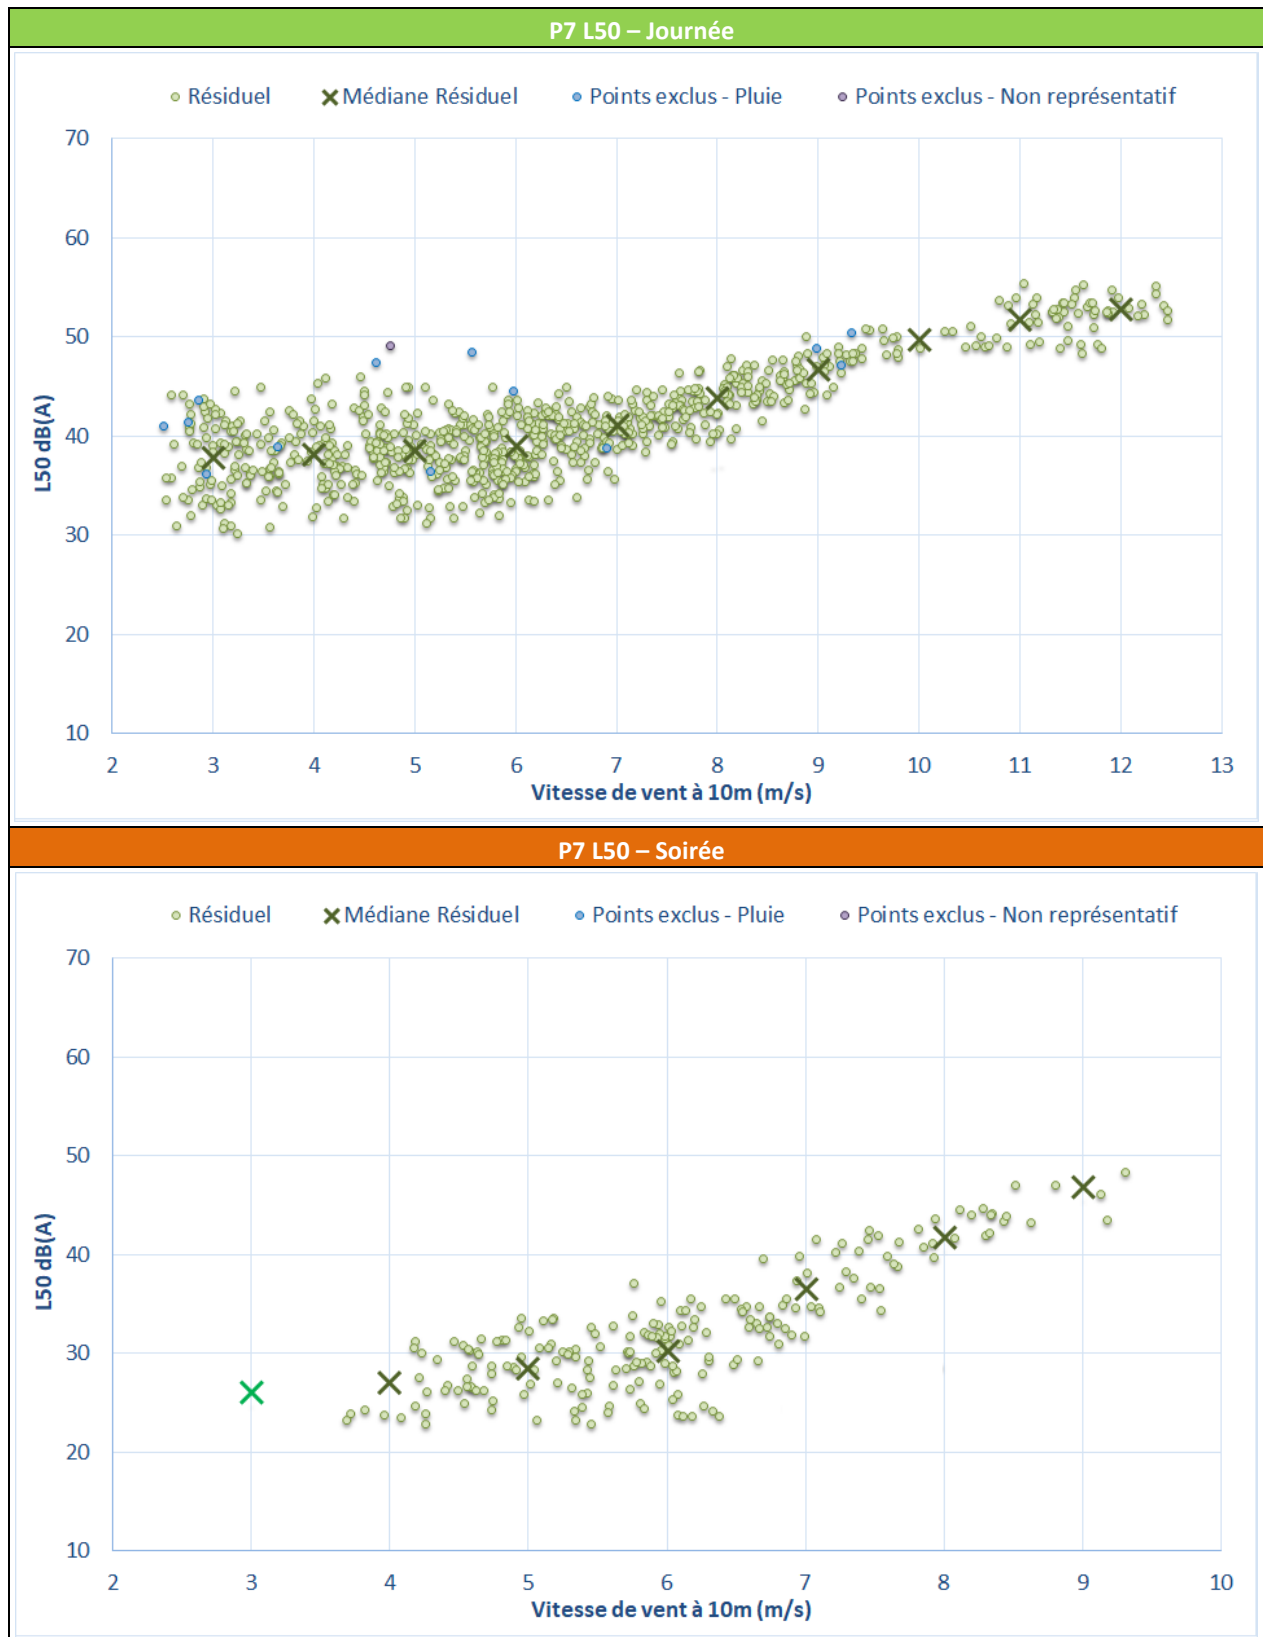 P7 L50 – Journée
Résiduel Médiane Résiduel Points exclus - Pluie Points exclus - Non représentatif
70
60
50
40
30
20
10
L50 dB(A)
2 3 4 5 6 7 8 9 10 11 12 13
Vitesse de vent à 10m (m/s)
P7 L50 – Soirée
Résiduel Médiane Résiduel Points exclus - Pluie Points exclus - Non représentatif
70
60
50
40
30
20
10
L50 dB(A)
2 3 4 5 6 7 8 9 10
Vitesse de vent à 10m (m/s)